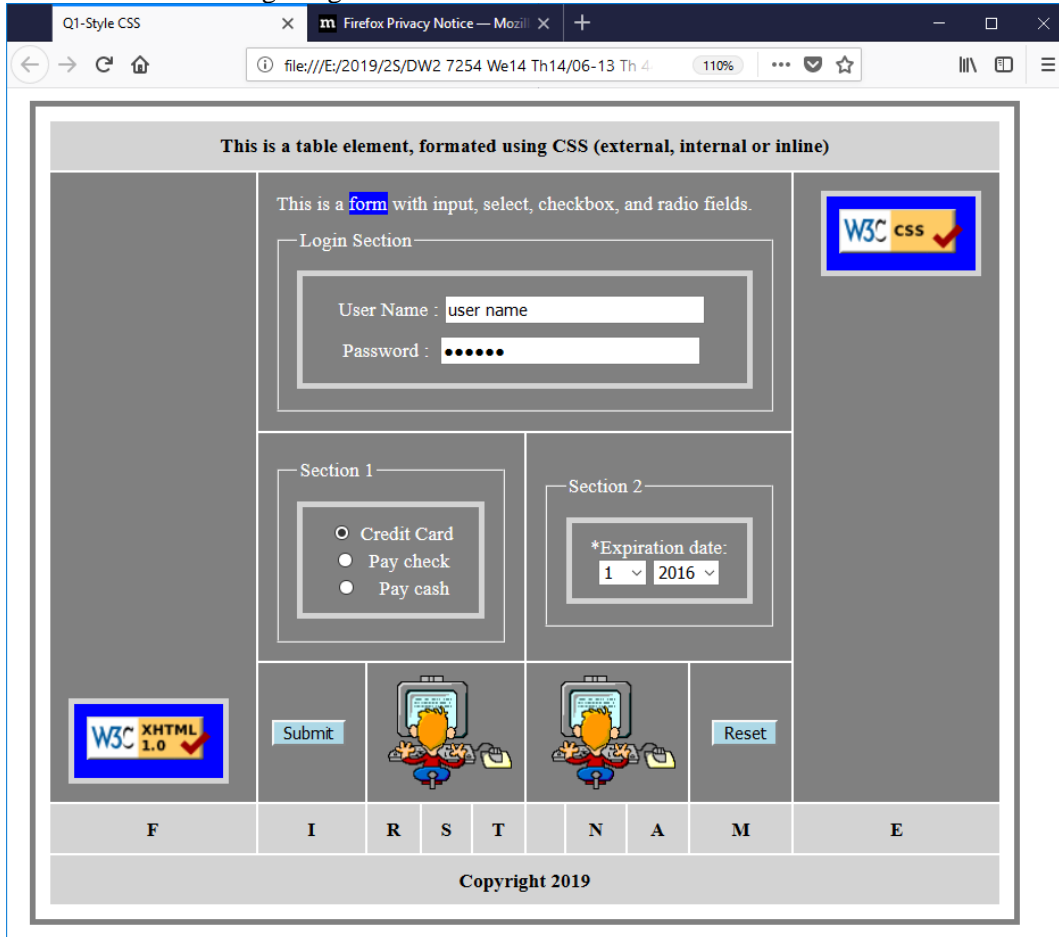 Q1-Style CSS
m Firefox Privacy Notice — Mozill
file:///E:/2019/2S/DW2 7254 We14 Th14/06-13 Th 4
110%
This is a table element, formated using CSS (external, internal or inline)
This is a form with input, select, checkbox, and radio fields.
W3C css
Login Section
User Name : user name
Password : ●●●●●●
Section 1
Credit Card
Pay check
Pay cash
Section 2
*Expiration date:
1 2016
W3C XHTML 1.0
Submit
Reset
F I R S T N A M E
Copyright 2019